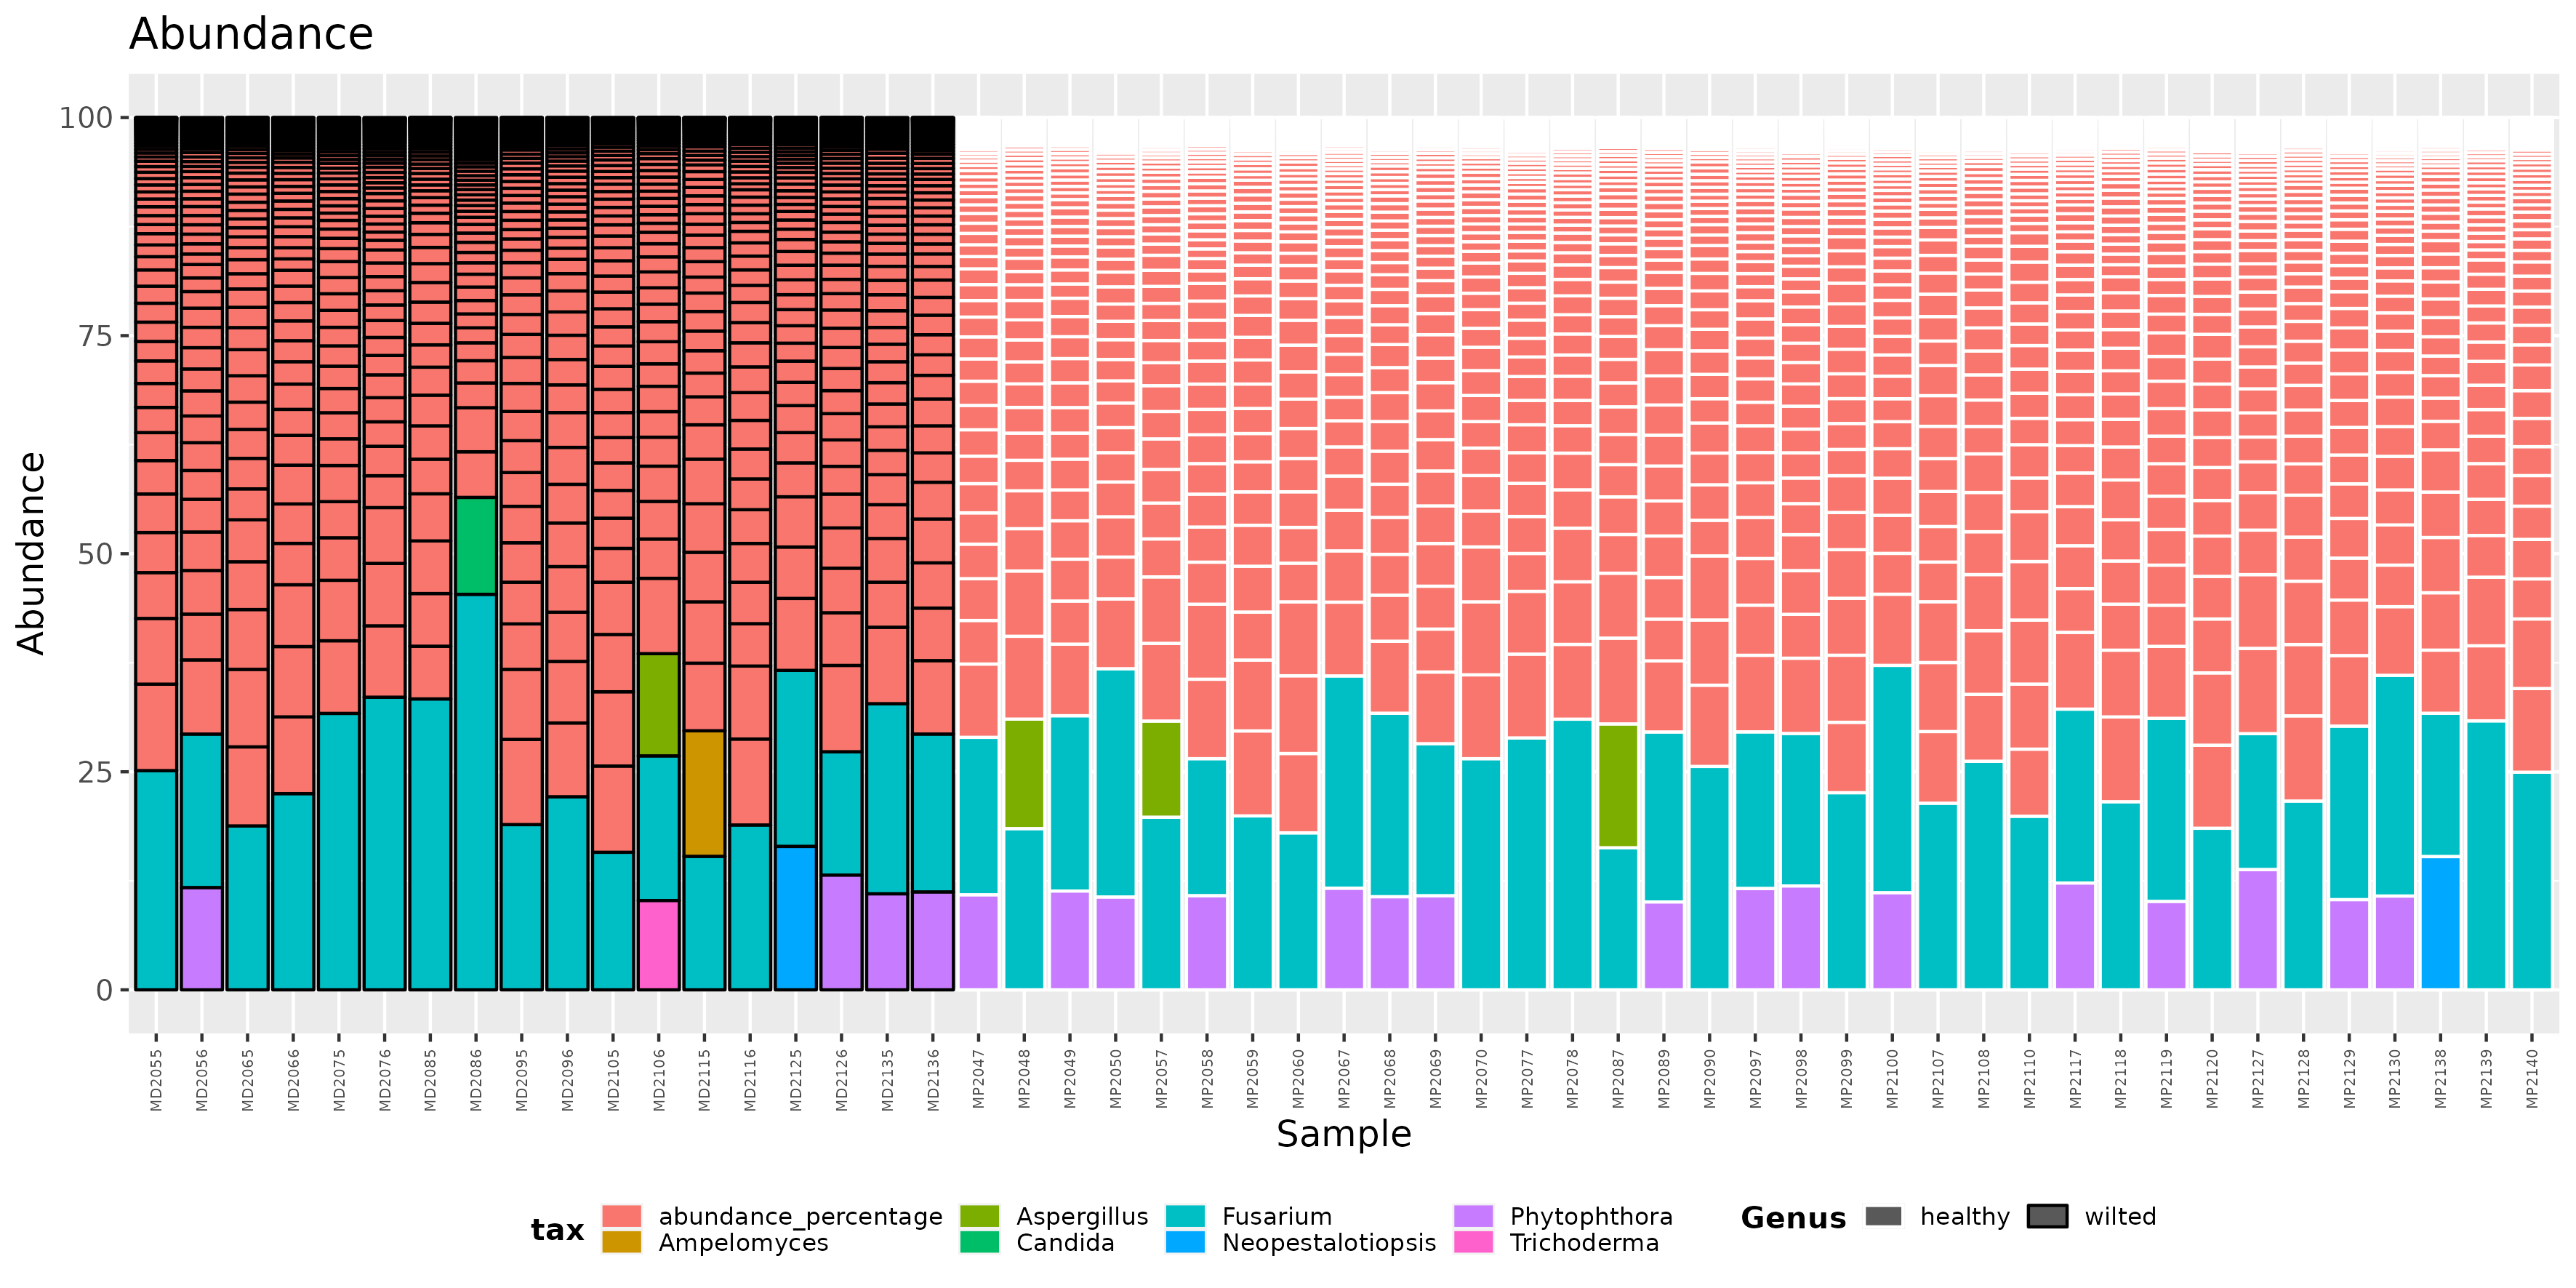 Abundance
100
75
50
25
0
Abundance
MD2055 MD2056 MD2065 MD2066 MD2075 MD2076 MD2085 MD2086 MD2095 MD2096 MD2105 MD2106 MD2115 MD2116 MD2125 MD2126 MD2135 MD2136 MP2047 MP2048 MP2049 MP2050 MP2057 MP2058 MP2059 MP2060 MP2067 MP2068 MP2069 MP2070 MP2077 MP2078 MP2087 MP2089 MP2090 MP2097 MP2098 MP2099 MP2100 MP2107 MP2108 MP2110 MP2117 MP2118 MP2119 MP2120 MP2127 MP2128 MP2129 MP2130 MP2138 MP2139 MP2140
Sample
tax
abundance_percentage Aspergillus Fusarium Phytophthora
Ampelomyces Candida Neopestalotiopsis Trichoderma
Genus healthy wilted